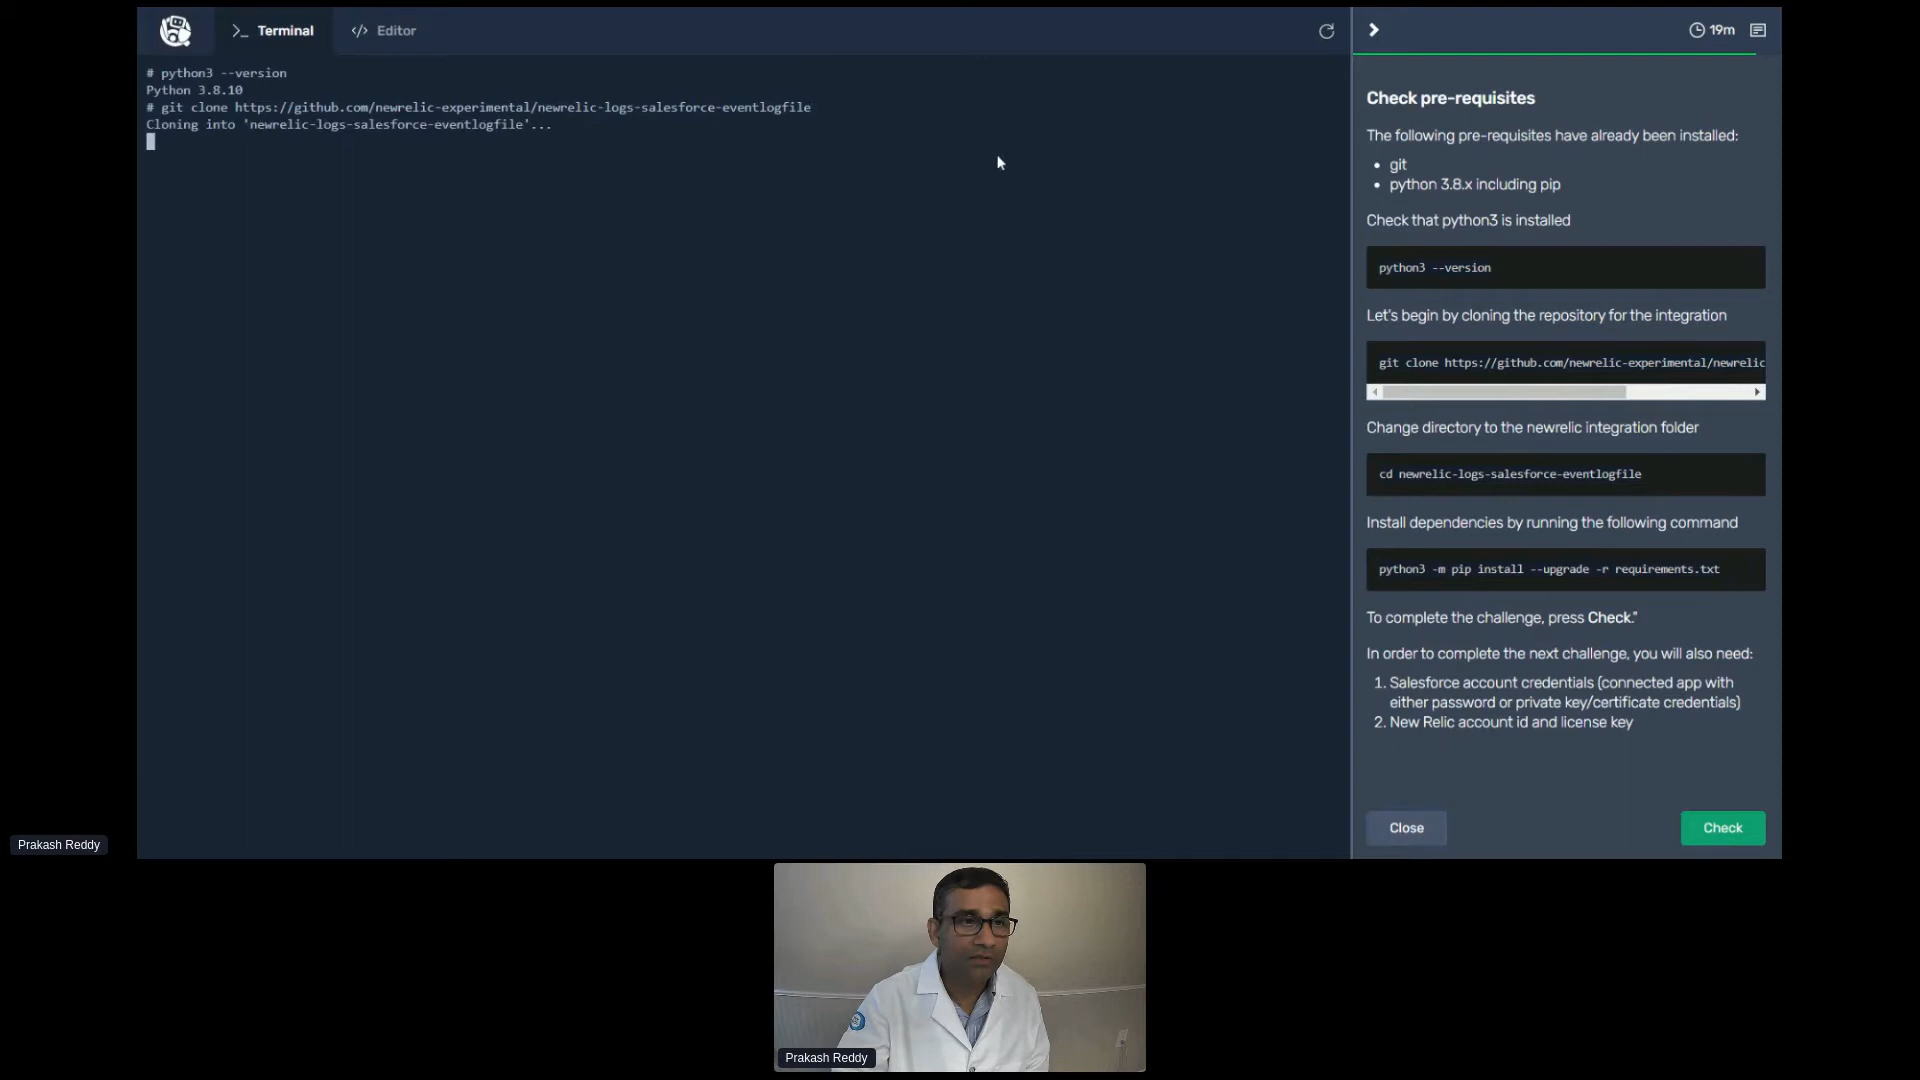 >_ Terminal
</> Editor
19m
# python3 --version
Python 3.8.10
# git clone https://github.com/newrelic-experimental/newrelic-logs-salesforce-eventlogfile
Cloning into 'newrelic-logs-salesforce-eventlogfile'...
Check pre-requisites
The following pre-requisites have already been installed:
• git
• python 3.8.x including pip
Check that python3 is installed
python3 --version
Let's begin by cloning the repository for the integration
git clone https://github.com/newrelic-experimental/newrelic
Change directory to the newrelic integration folder
cd newrelic-logs-salesforce-eventlogfile
Install dependencies by running the following command
python3 -m pip install --upgrade -r requirements.txt
To complete the challenge, press Check."
In order to complete the next challenge, you will also need:
1. Salesforce account credentials (connected app with
either password or private key/certificate credentials)
2. New Relic account id and license key
Close
Check
Prakash Reddy
Prakash Reddy